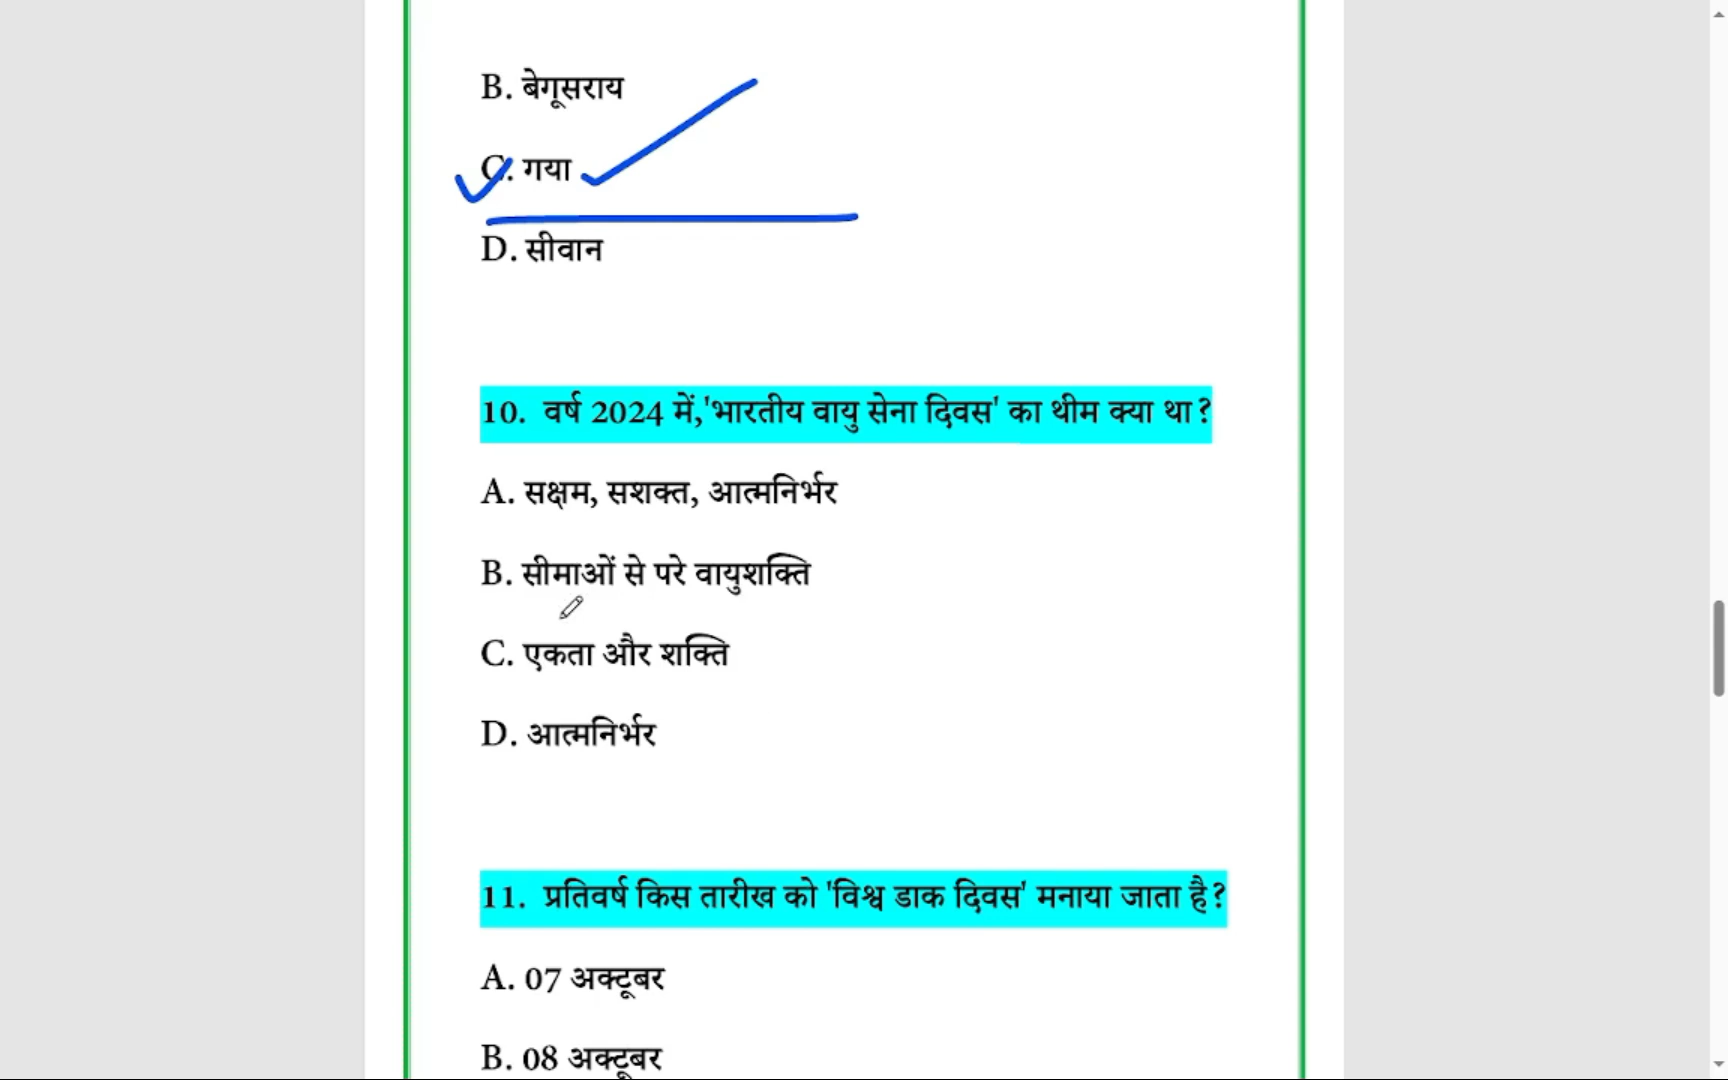 B. बेगूसराय
C. गया
D. सीवान
10. वर्ष 2024 में,'भारतीय वायु सेना दिवस' का थीम क्या था?
A. सक्षम, सशक्त, आत्मनिर्भर
B. सीमाओं से परे वायुशक्ति
C. एकता और शक्ति
D. आत्मनिर्भर
11. प्रतिवर्ष किस तारीख को 'विश्व डाक दिवस' मनाया जाता है?
A. 07 अक्टूबर
B. 08 अक्टूबर